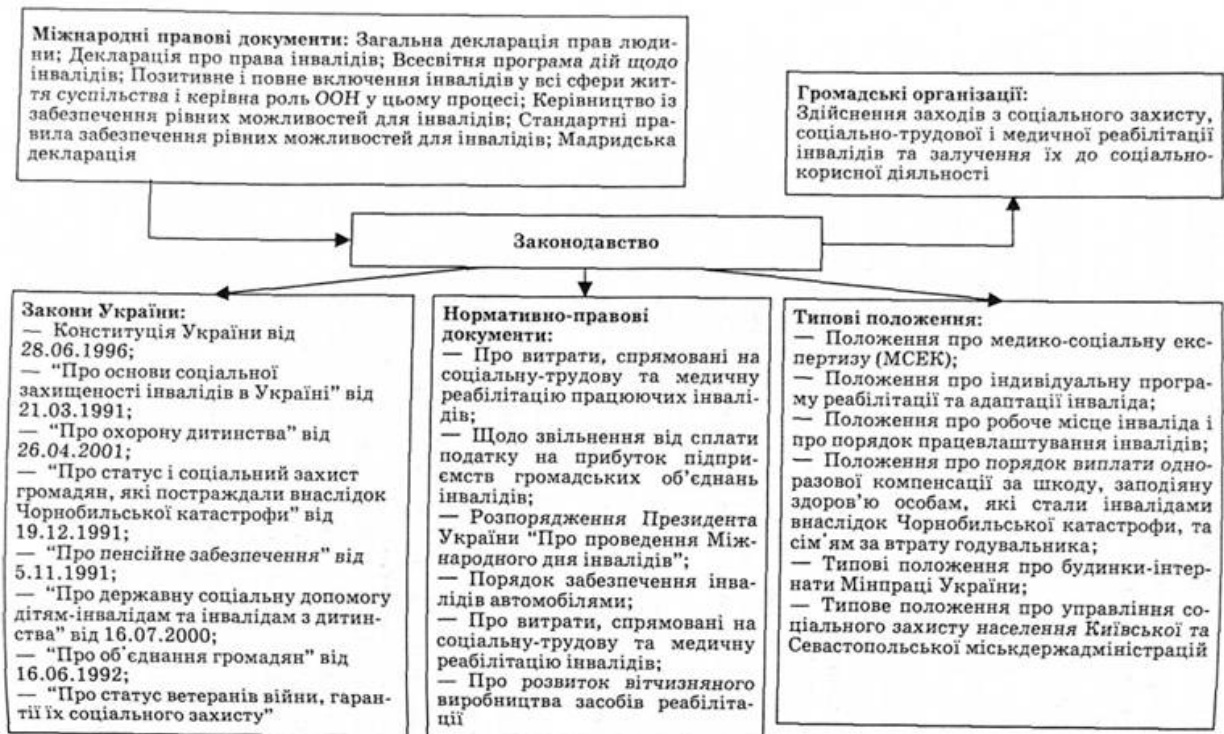 Міжнародні правові документи: Загальна декларація прав люди-
ни; Декларація про права інвалідів; Всесвітня програма дій щодо
інвалідів; Позитивне і повне включення інвалідів у всі сфери жит-
тя суспільства і керівна роль ООН у цьому процесі; Керівництво із
забезпечення рівних можливостей для інвалідів; Стандартні пра-
вила забезпечення рівних можливостей для інвалідів; Мадридська
декларація
Громадські організації:
Здійснення заходів з соціального захисту,
соціально-трудової і медичної реабілітації
інвалідів та залучення їх до соціально-
корисної діяльності
Законодавство
Закони України:
— Конституція України від
28.06.1996;
— “Про основи соціальної
захищеності інвалідів в Україні” від
21.03.1991;
— “Про охорону дитинства” від
26.04.2001;
— “Про статус і соціальний захист
громадян, які постраждали внаслідок
Чорнобильської катастрофи” від
19.12.1991;
— “Про пенсійне забезпечення” від
5.11.1991;
— “Про державну соціальну допомогу
дітям-інвалідам та інвалідам з дитин-
ства” від 16.07.2000;
— “Про об'єднання громадян” від
16.06.1992;
— “Про статус ветеранів війни, гаран-
тії їх соціального захисту”
Нормативно-правові
документи:
— Про витрати, спрямовані на
соціальну-трудову та медичну
реабілітацію працюючих інвалі-
дів;
— Щодо звільнення від сплати
податку на прибуток підпри-
ємств громадських об'єднань
інвалідів;
— Розпорядження Президента
України “Про проведення Між-
народного дня інвалідів”;
— Порядок забезпечення інва-
лідів автомобілями;
— Про витрати, спрямовані на
соціальну-трудову та медичну
реабілітацію інвалідів;
— Про розвиток вітчизняного
виробництва засобів реабіліта-
ції
Типові положення:
— Положення про медико-соціальну екс-
пертизу (МСЕК);
— Положення про індивідуальну програ-
му реабілітації та адаптації інваліда;
— Положення про робоче місце інваліда і
про порядок працевлаштування інвалідів;
— Положення про порядок виплати одно-
разової компенсації за шкоду, заподіяну
здоров'ю особам, які стали інвалідами
внаслідок Чорнобильської катастрофи, та
сім'ям за втрату годувальника;
— Типові положення про будинки-інтер-
нати Мінпраці України;
— Типове положення про управління со-
ціального захисту населення Київської та
Севастопольської міськдержадміністрацій